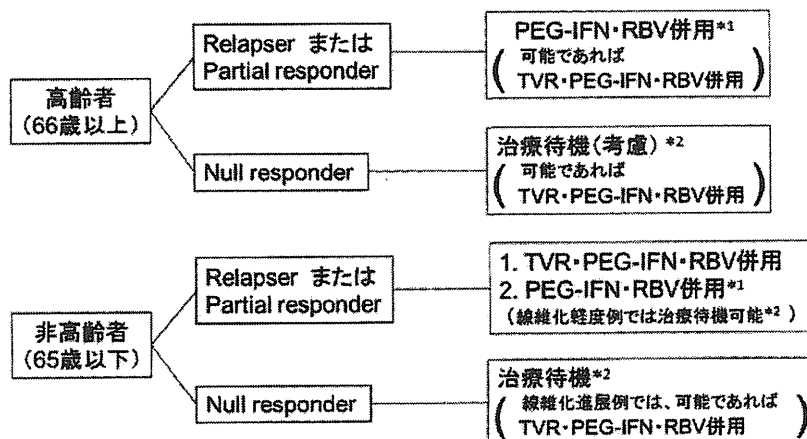 高齢者
(66歳以上)
Relapser または
Partial responder
PEG-IFN・RBV併用*1
(可能であれば
TVR・PEG-IFN・RBV併用)
Null responder
治療待機(考慮)*2
(可能であれば
TVR・PEG-IFN・RBV併用)
非高齢者
(65歳以下)
Relapser または
Partial responder
1. TVR・PEG-IFN・RBV併用
2. PEG-IFN・RBV併用*1
(線維化軽度例では治療待機可能*2)
Null responder
治療待機*2
(線維化進展例では、可能であれば
TVR・PEG-IFN・RBV併用)